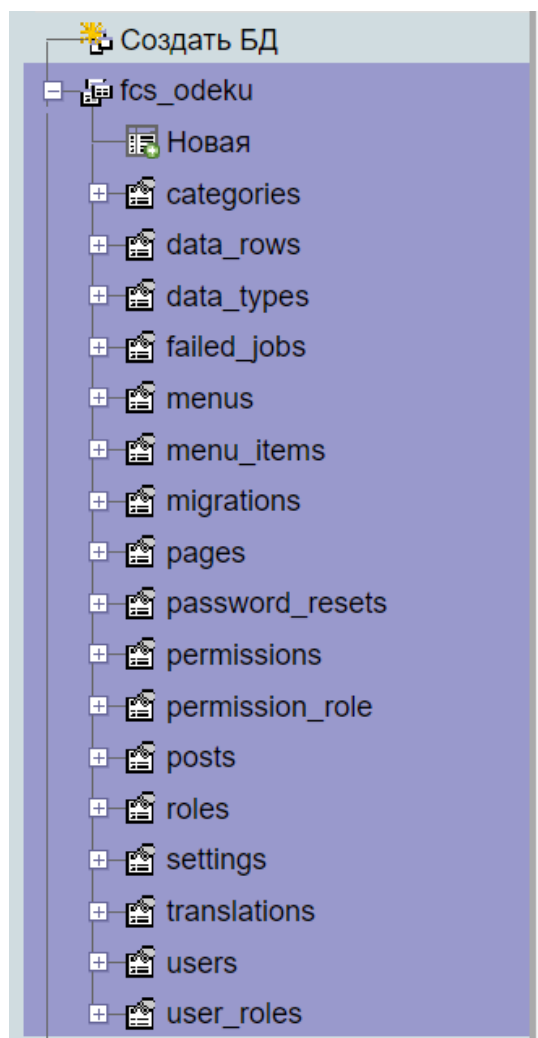 Создать БД
fcs_odeku
Новая
categories
data_rows
data_types
failed_jobs
menus
menu_items
migrations
pages
password_resets
permissions
permission_role
posts
roles
settings
translations
users
user_roles